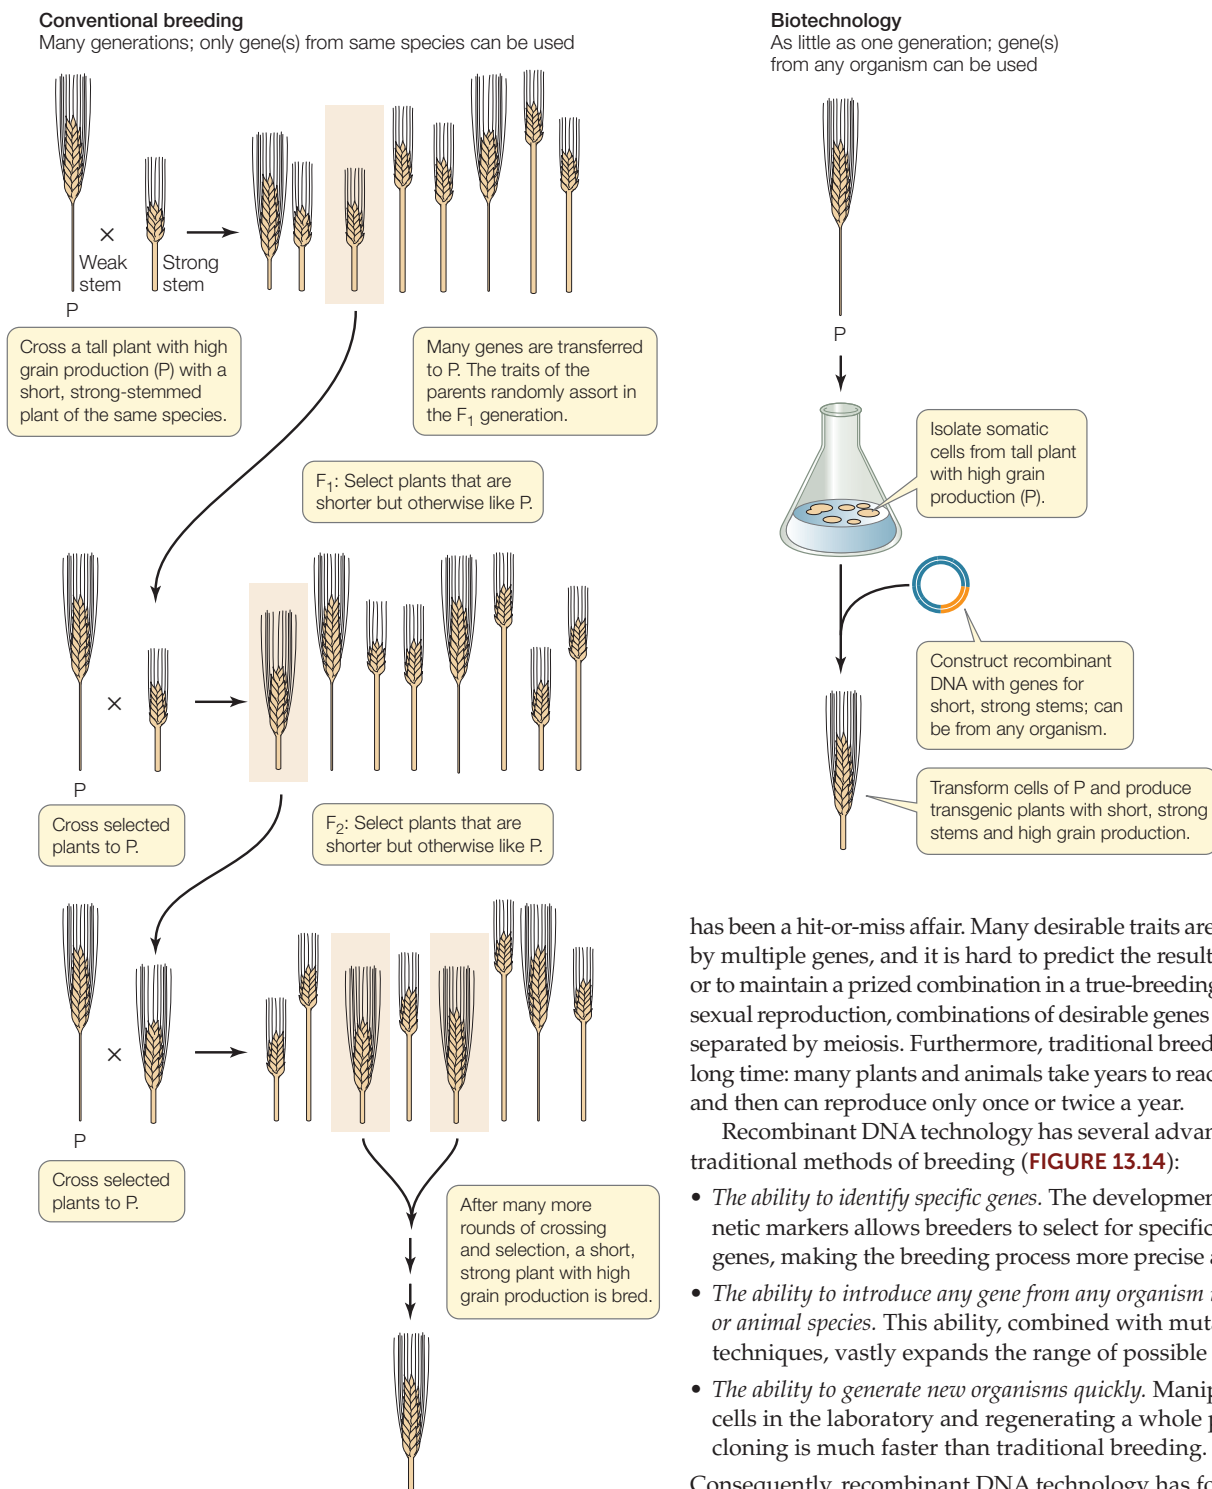 Conventional breeding
Many generations; only gene(s) from same species can be used
×
Weak
stem
Strong
stem
P
Cross a tall plant with high
grain production (P) with a
short, strong-stemmed
plant of the same species.
Many genes are transferred
to P. The traits of the
parents randomly assort in
the F1 generation.
F1: Select plants that are
shorter but otherwise like P.
×
P
Cross selected
plants to P.
F2: Select plants that are
shorter but otherwise like P.
×
P
Cross selected
plants to P.
After many more
rounds of crossing
and selection, a short,
strong plant with high
grain production is bred.
Biotechnology
As little as one generation; gene(s)
from any organism can be used
P
Isolate somatic
cells from tall plant
with high grain
production (P).
Construct recombinant
DNA with genes for
short, strong stems; can
be from any organism.
Transform cells of P and produce
transgenic plants with short, strong
stems and high grain production.
has been a hit-or-miss affair. Many desirable traits are
by multiple genes, and it is hard to predict the result
or to maintain a prized combination in a true-breeding
sexual reproduction, combinations of desirable genes
separated by meiosis. Furthermore, traditional breed
long time: many plants and animals take years to reac
and then can reproduce only once or twice a year.
Recombinant DNA technology has several advan
traditional methods of breeding (FIGURE 13.14):
• The ability to identify specific genes. The developmen
netic markers allows breeders to select for specific
genes, making the breeding process more precise a
• The ability to introduce any gene from any organism
or animal species. This ability, combined with muta
techniques, vastly expands the range of possible
• The ability to generate new organisms quickly. Manip
cells in the laboratory and regenerating a whole p
cloning is much faster than traditional breeding.
Consequently, recombinant DNA technology has fo